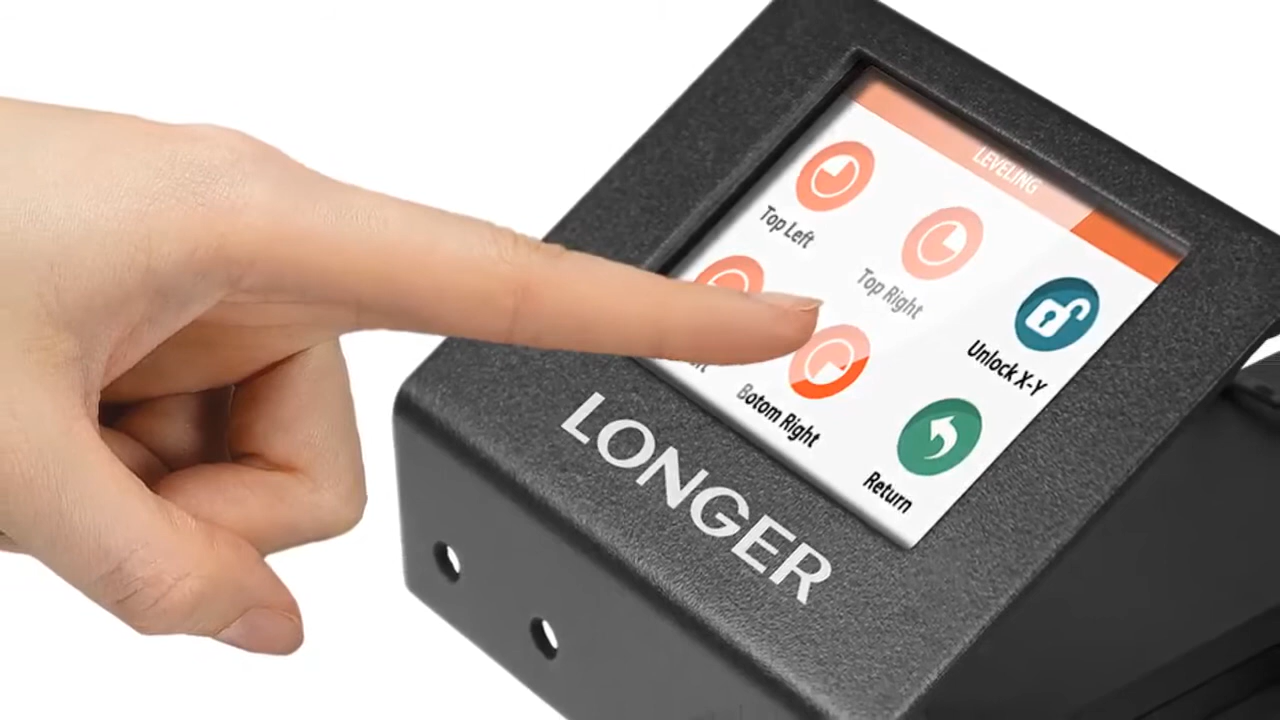 LEVELING
Top Left
Top Right
Unlock X-Y
Botom Right
Return
LONGER